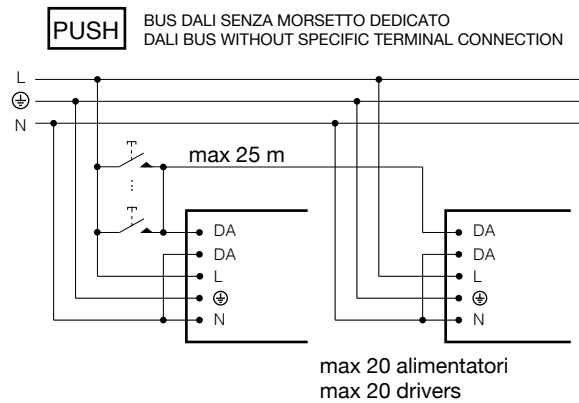 PUSH
BUS DALI SENZA MORSETTO DEDICATO
DALI BUS WITHOUT SPECIFIC TERMINAL CONNECTION
L
N
max 25 m
DA
DA
L
N
DA
DA
L
N
max 20 alimentatori
max 20 drivers